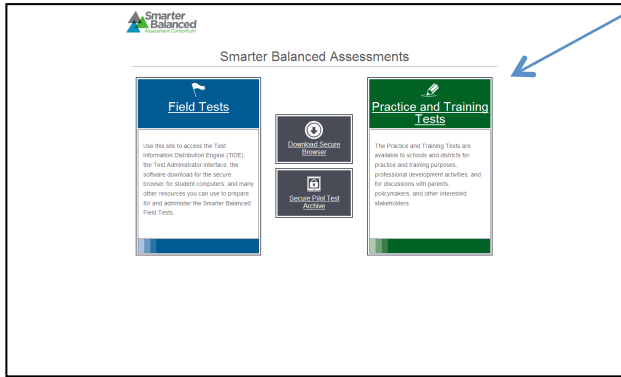 Smarter
Balanced
Assessment Consortium
Smarter Balanced Assessments
Field Tests
Use this site to access the Test
Information Distribution Engine (TIDE),
the Test Administrator Interface, the
software download for the secure
browser for student computers, and many
other resources you can use to prepare
for and administer the Smarter Balanced
Field Tests.
Download Secure
Browser
Secure Pilot Test
Archive
Practice and Training
Tests
The Practice and Training Tests are
available to schools and districts for
practice and training purposes,
professional development activities, and
for discussions with parents,
policymakers, and other interested
stakeholders.